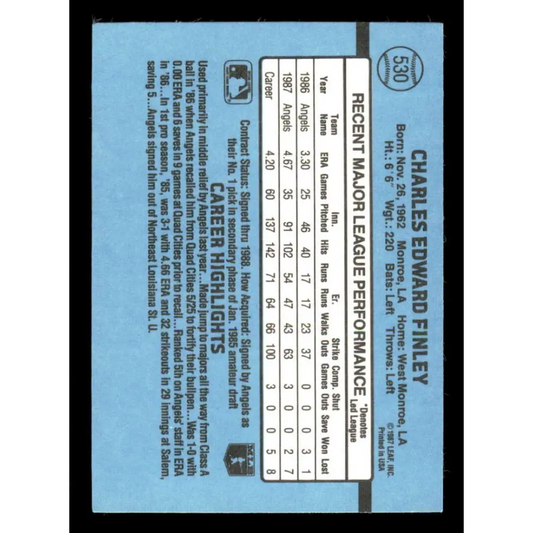 530
CHARLES EDWARD FINLEY
Born: Nov. 26, 1962 Monroe, LA Home: West Monroe, LA
Ht.: 6' 6" Wgt.: 220 Bats: Left Throws: Left
© 1987 LEAF, INC.
Printed in USA
RECENT MAJOR LEAGUE PERFORMANCE
*Denotes
Led League
Team Inn. Er. Strike Comp. Shut
Year Name ERA Games Pitched Hits Runs Runs Walks Outs Games Outs Save Won Lost
1986 Angels 3.30 25 46 40 17 17 23 37 0 0 0 3 1
1987 Angels 4.67 35 91 102 54 47 43 63 3 0 0 2 7
Career 4.20 60 137 142 71 64 66 100 3 0 0 5 8
Contract Status: Signed thru 1988. How Acquired: Signed by Angels as
their No. 1 pick in secondary phase of Jan. 1985 amateur draft
CAREER HIGHLIGHTS
Used primarily in middle relief by Angels last year...Made jump to majors all the way from Class A
ball in '86 when Angels recalled him from Quad Cities 5/25 to fortify their bullpen...Was 1-0 with
0.00 ERA and 6 saves in 9 games at Quad Cities prior to recall...Ranked 5th on Angels' staff in ERA
in '86...In 1st pro season, '85, was 3-1 with 4.66 ERA and 32 strikeouts in 29 innings at Salem,
saving 5...Angels signed him out of Northeast Louisiana St. U.